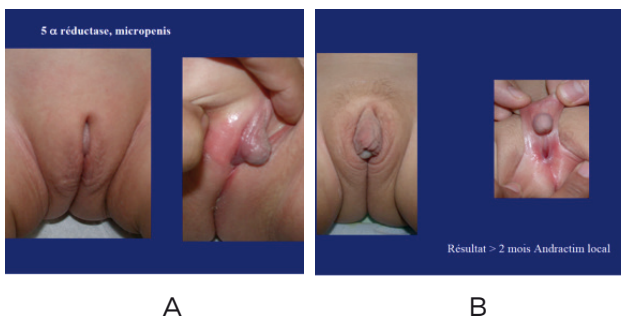 5 α réductase, micropenis
Résultat > 2 mois Andractim local
A
B